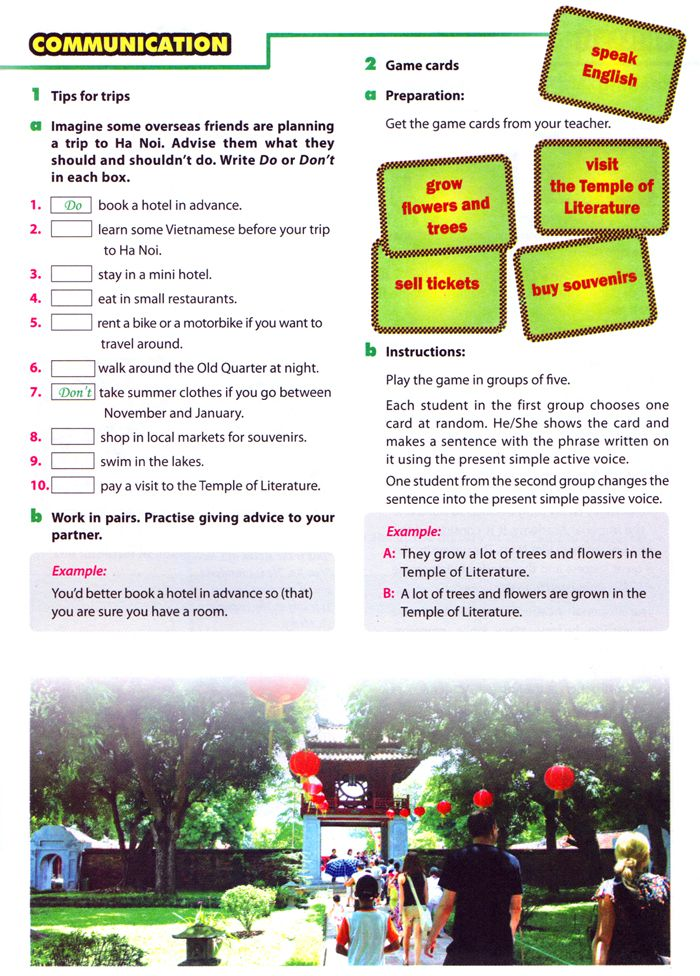 COMMUNICATION
1 Tips for trips
a Imagine some overseas friends are planning
a trip to Ha Noi. Advise them what they
should and shouldn't do. Write Do or Don't
in each box.
1. Do book a hotel in advance.
2. learn some Vietnamese before your trip
to Ha Noi.
3. stay in a mini hotel.
4. eat in small restaurants.
5. rent a bike or a motorbike if you want to
travel around.
6. walk around the Old Quarter at night.
7. Don't take summer clothes if you go between
November and January.
8. shop in local markets for souvenirs.
9. swim in the lakes.
10. pay a visit to the Temple of Literature.
b Work in pairs. Practise giving advice to your
partner.
Example:
You'd better book a hotel in advance so (that)
you are sure you have a room.
2 Game cards
a Preparation:
Get the game cards from your teacher.
speak
English
grow
flowers and
trees
visit
the Temple of
Literature
sell tickets
buy souvenirs
b Instructions:
Play the game in groups of five.
Each student in the first group chooses one
card at random. He/She shows the card and
makes a sentence with the phrase written on
it using the present simple active voice.
One student from the second group changes the
sentence into the present simple passive voice.
Example:
A: They grow a lot of trees and flowers in the
Temple of Literature.
B: A lot of trees and flowers are grown in the
Temple of Literature.